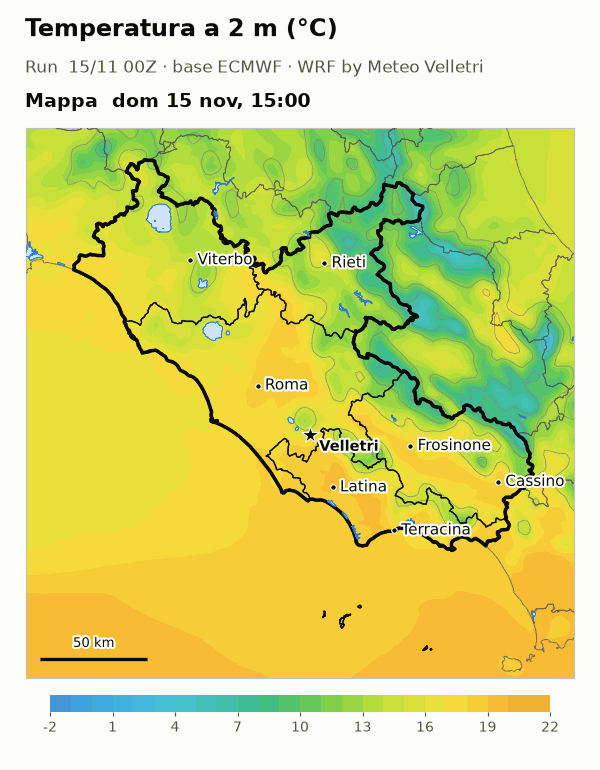 Temperatura a 2 m (°C)
Run  15/11 00Z · base ECMWF · WRF by Meteo Velletri
Mappa  dom 15 nov, 15:00
Viterbo
Rieti
Roma
Velletri
Frosinone
Cassino
Latina
Terracina
50 km
-2 1 4 7 10 13 16 19 22